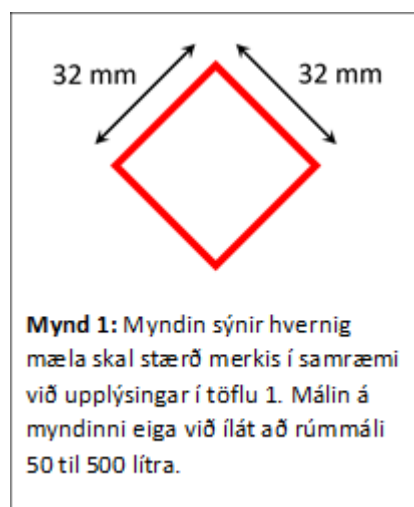 32 mm 32 mm
Mynd 1: Myndin sýnir hvernig
mæla skal stærð merkis í samræmi
við upplýsingar í töflu 1. Málin á
myndinni eiga við ílát að rúmmáli
50 til 500 lítra.